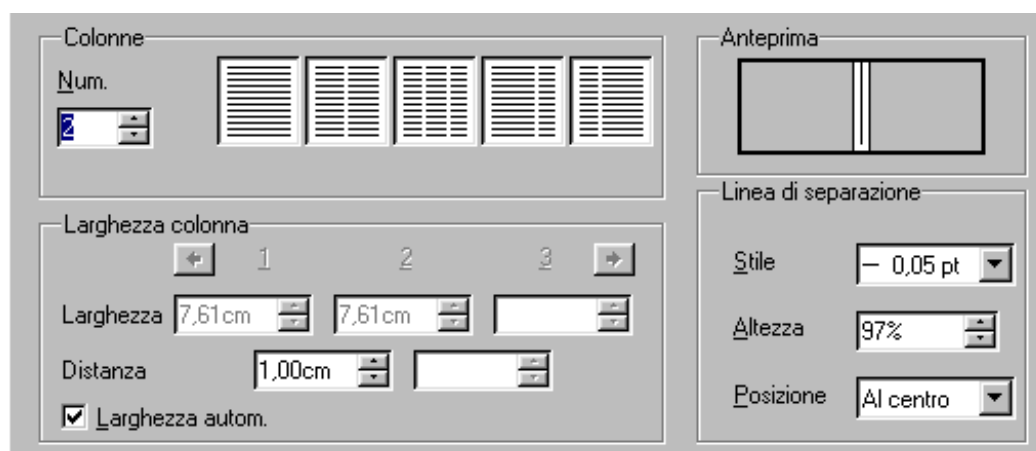 Colonne
Num.
2
Anteprima
Larghezza colonna
1 2 3
Larghezza 7,61cm 7,61cm
Distanza 1,00cm
Larghezza autom.
Linea di separazione
Stile — 0,05 pt
Altezza 97%
Posizione Al centro